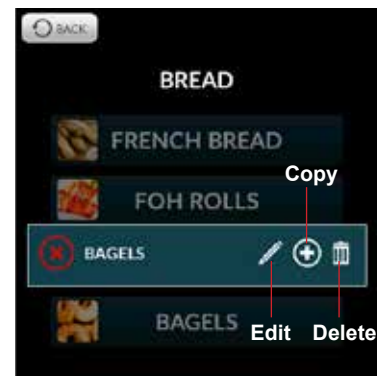 BACK
BREAD
FRENCH BREAD
Copy
FOH ROLLS
BAGELS
BAGELS
Edit Delete